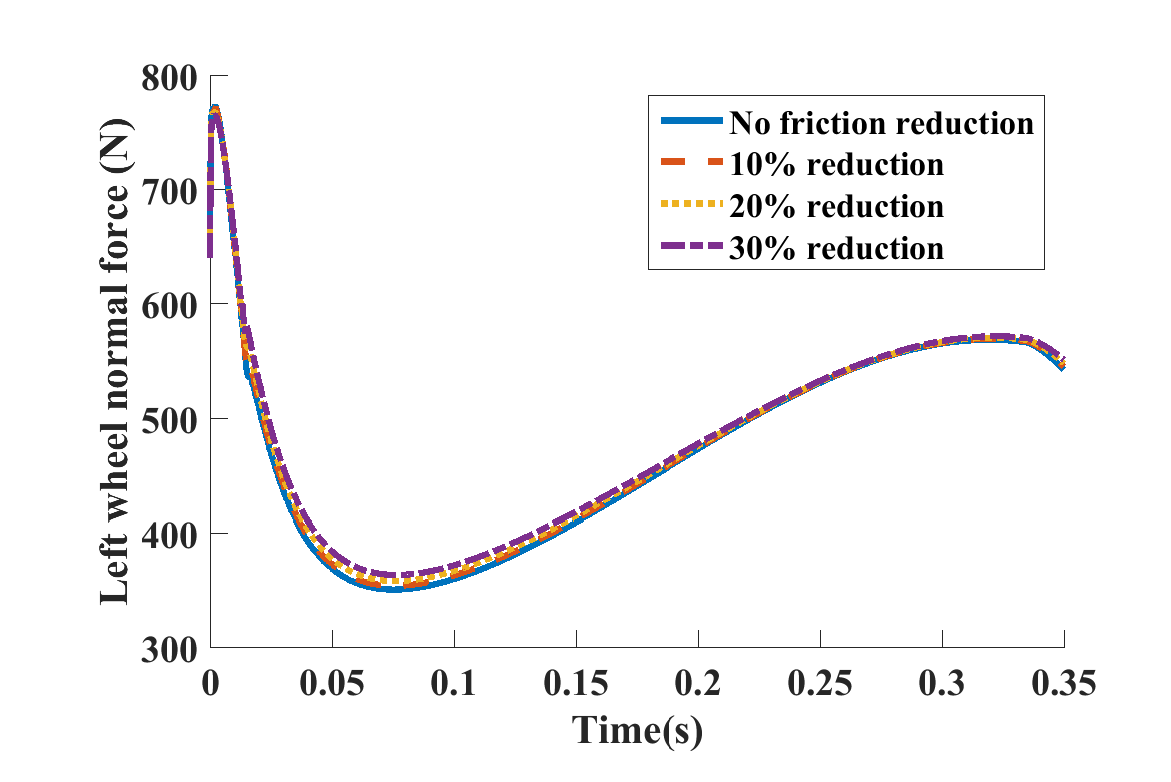 800
700
600
500
400
300
Left wheel normal force (N)
No friction reduction
10% reduction
20% reduction
30% reduction
0
0.05
0.1
0.15
0.2
0.25
0.3
0.35
Time(s)